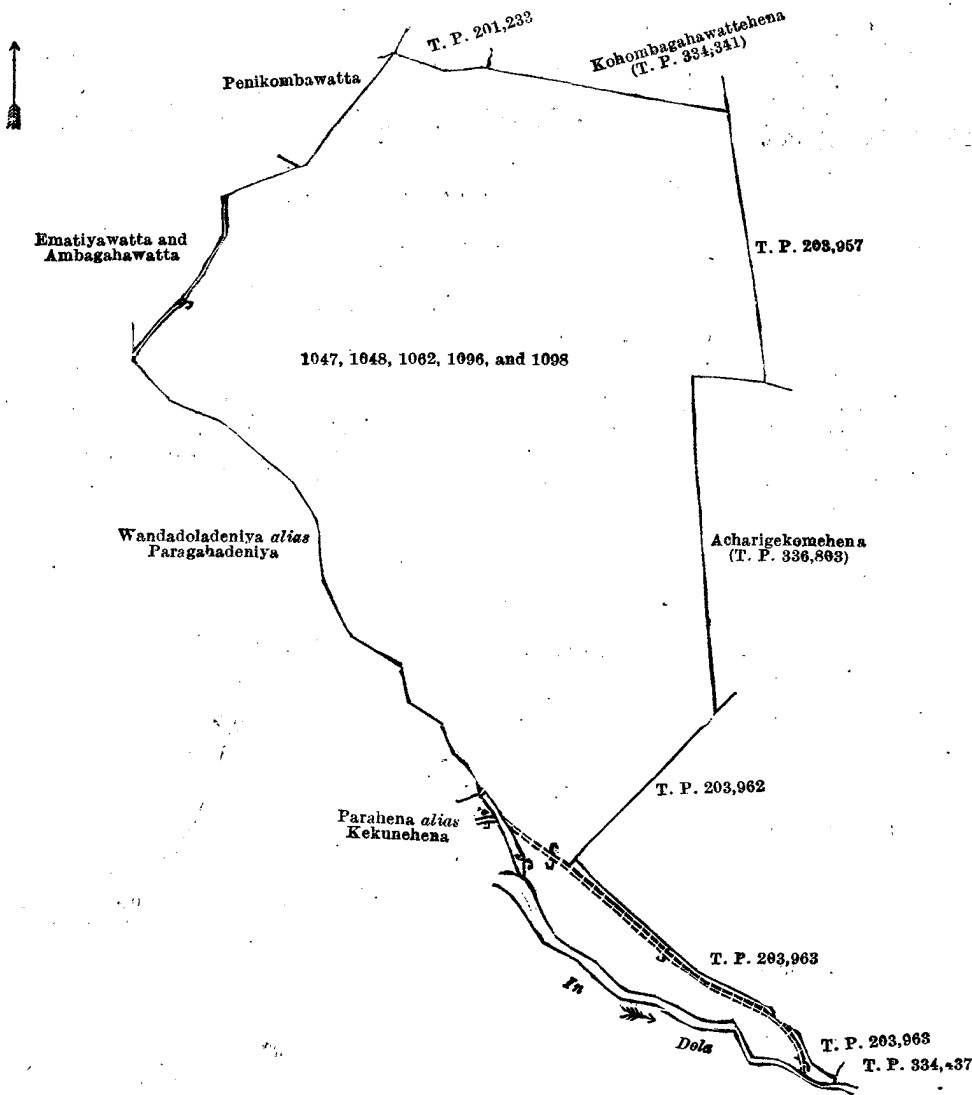 T. P. 201,233
Kohombagahawattehena
(T. P. 334,341)
Penikombawatta
Ematiyawatta and
Ambagahawatta
T. P. 203,957
1047, 1048, 1062, 1096, and 1098
Wandadoladeniya alias
Paragahadeniya
Acharigekomehena
(T. P. 336,803)
T. P. 203,962
Parahena alias
Kekunehena
T. P. 203,963
In
Dola
T. P. 203,963
T. P. 334,437